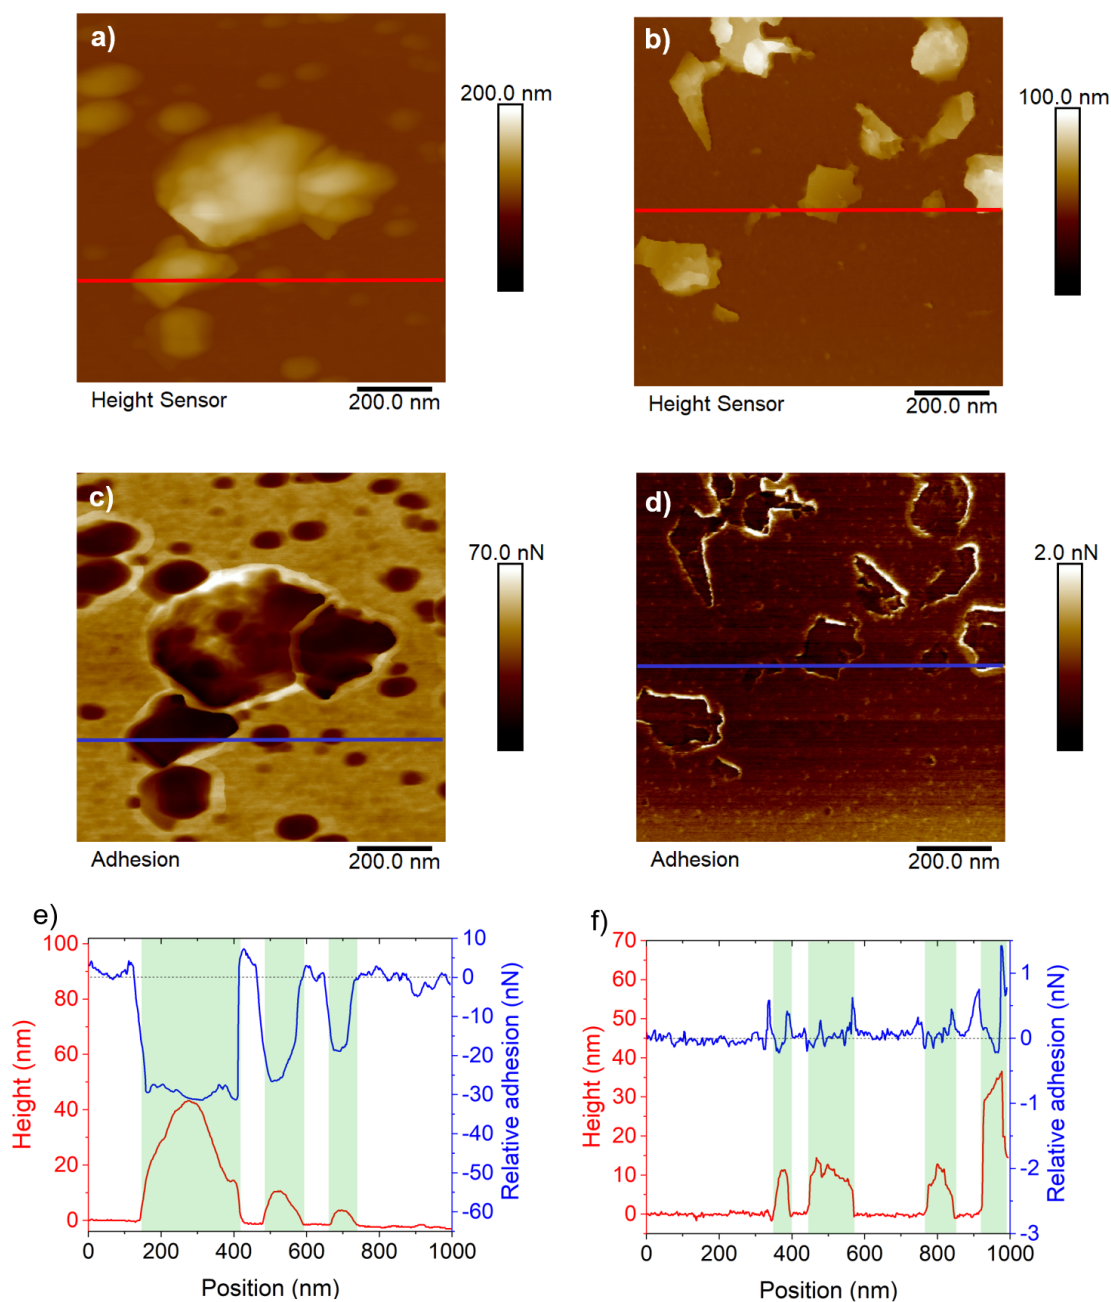 a)
200.0 nm
Height Sensor
200.0 nm
b)
100.0 nm
Height Sensor
200.0 nm
c)
70.0 nN
Adhesion
200.0 nm
d)
2.0 nN
Adhesion
200.0 nm
e)
100
80
60
40
20
0
Height (nm)
10
0
-10
-20
-30
-40
-50
-60
Relative adhesion (nN)
0 200 400 600 800 1000
Position (nm)
f)
70
60
50
40
30
20
10
0
Height (nm)
1
0
-1
-2
-3
Relative adhesion (nN)
0 200 400 600 800 1000
Position (nm)